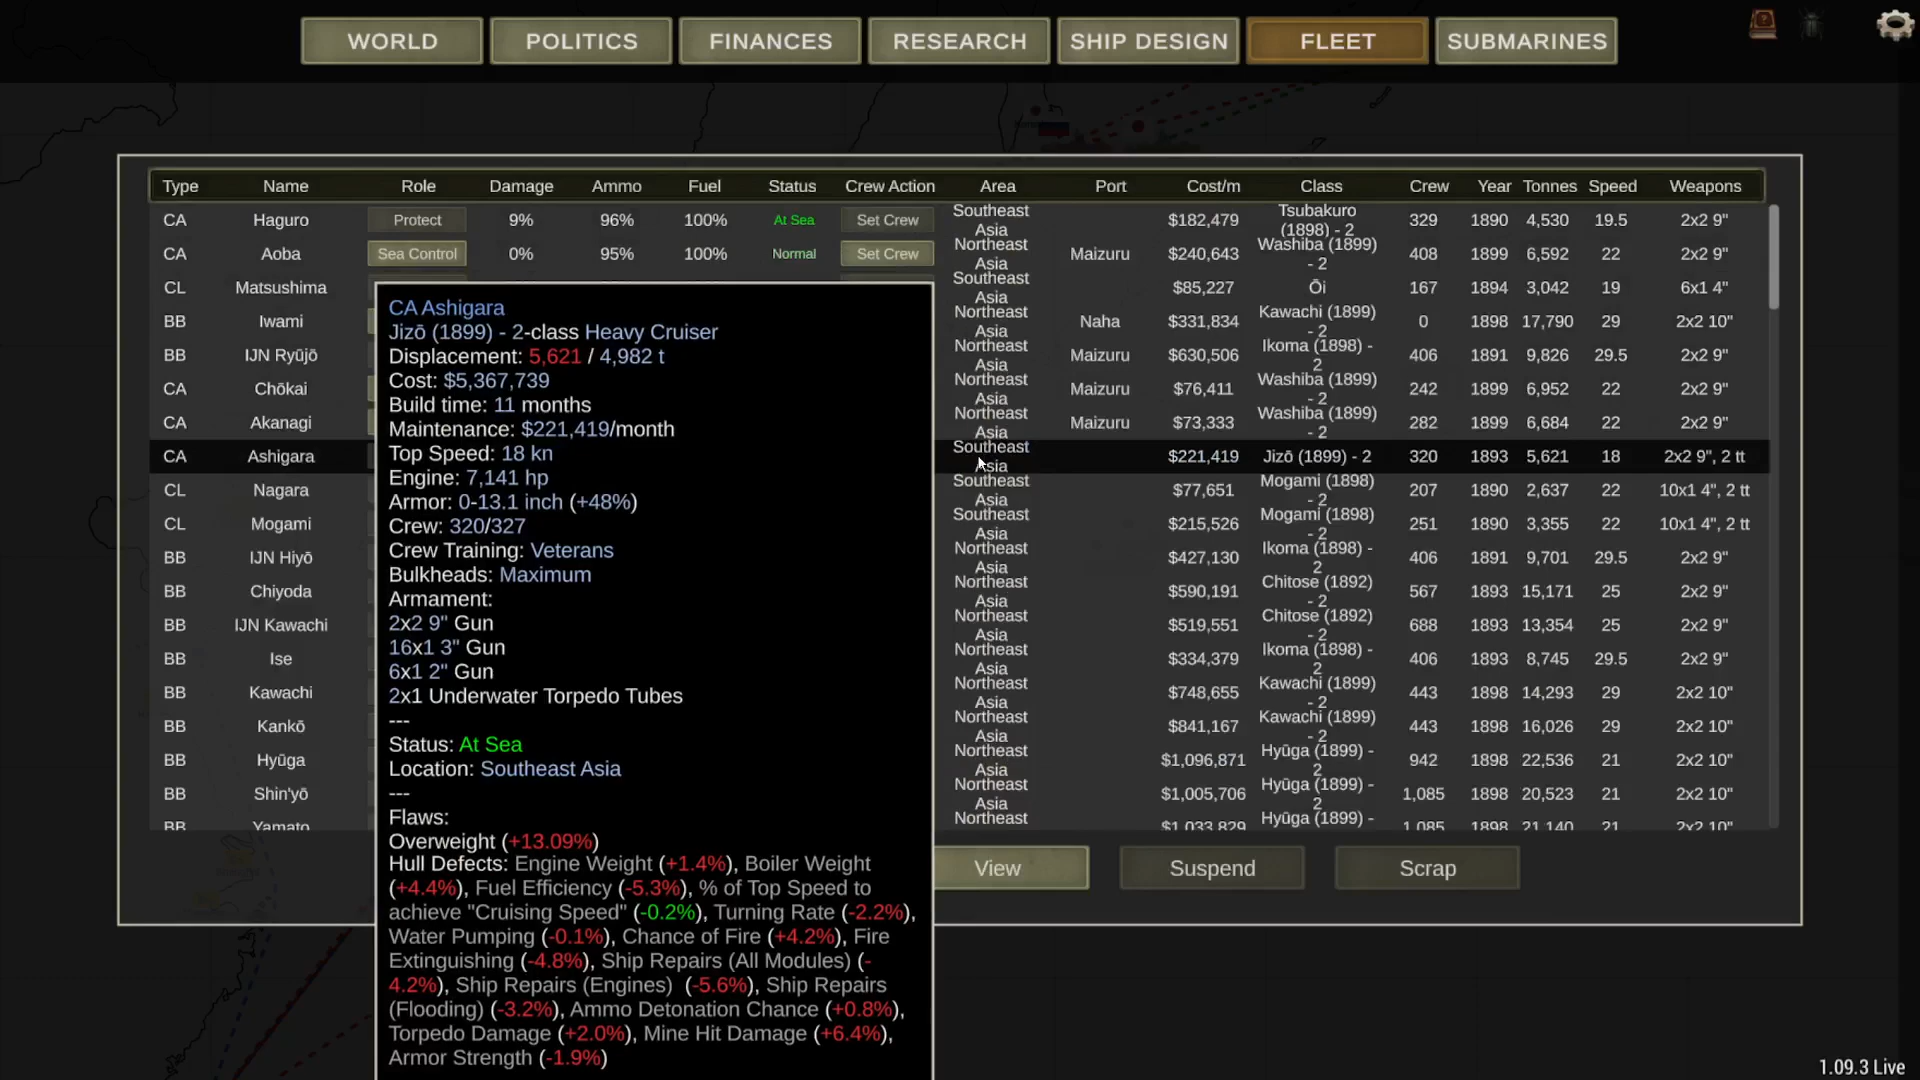 WORLD POLITICS FINANCES RESEARCH SHIP DESIGN FLEET SUBMARINES
Type Name Role Damage Ammo Fuel Status Crew Action Area Port Cost/m Class Crew Year Tonnes Speed Weapons
CA Haguro Protect 9% 96% 100% At Sea Set Crew Southeast Asia $182,479 Tsubakuro (1898) - 2 329 1890 4,530 19.5 2x2 9"
CA Aoba Sea Control 0% 95% 100% Normal Set Crew Northeast Asia Maizuru $240,643 Washiba (1899) - 2 408 1899 6,592 22 2x2 9"
CL Matsushima Southeast Asia $85,227 Ōi 167 1894 3,042 19 6x1 4"
BB Iwami Northeast Asia Naha $331,834 Kawachi (1899) - 2 0 1898 17,790 29 2x2 10"
BB IJN Ryūjō Northeast Asia Maizuru $630,506 Ikoma (1898) - 2 406 1891 9,826 29.5 2x2 9"
CA Chōkai Northeast Asia Maizuru $76,411 Washiba (1899) - 2 242 1899 6,952 22 2x2 9"
CA Akanagi Northeast Asia Maizuru $73,333 Washiba (1899) - 2 282 1899 6,684 22 2x2 9"
CA Ashigara Southeast Asia $221,419 Jizō (1899) - 2 320 1893 5,621 18 2x2 9", 2 tt
CL Nagara Southeast Asia $77,651 Mogami (1898) - 2 207 1890 2,637 22 10x1 4", 2 tt
CL Mogami Southeast Asia $215,526 Mogami (1898) - 2 251 1890 3,355 22 10x1 4", 2 tt
BB IJN Hiyō Northeast Asia $427,130 Ikoma (1898) - 2 406 1891 9,701 29.5 2x2 9"
BB Chiyoda Northeast Asia $590,191 Chitose (1892) - 2 567 1893 15,171 25 2x2 9"
BB IJN Kawachi Northeast Asia $519,551 Chitose (1892) - 2 688 1893 13,354 25 2x2 9"
BB Ise Northeast Asia $334,379 Ikoma (1898) - 2 406 1893 8,745 29.5 2x2 9"
BB Kawachi Northeast Asia $748,655 Kawachi (1899) - 2 443 1898 14,293 29 2x2 10"
BB Kankō Northeast Asia $841,167 Kawachi (1899) - 2 443 1898 16,026 29 2x2 10"
BB Hyūga Northeast Asia $1,096,871 Hyūga (1899) - 2 942 1898 22,536 21 2x2 10"
BB Shin'yō Northeast Asia $1,005,706 Hyūga (1899) - 2 1,085 1898 20,523 21 2x2 10"
BB Yamato Northeast $1,033,829 Hyūga (1899) - 1,085 1898 21,140 21 2x2 10"
CA Ashigara
Jizō (1899) - 2-class Heavy Cruiser
Displacement: 5,621 / 4,982 t
Cost: $5,367,739
Build time: 11 months
Maintenance: $221,419/month
Top Speed: 18 kn
Engine: 7,141 hp
Armor: 0-13.1 inch (+48%)
Crew: 320/327
Crew Training: Veterans
Bulkheads: Maximum
Armament:
2x2 9" Gun
16x1 3" Gun
6x1 2" Gun
2x1 Underwater Torpedo Tubes
---
Status: At Sea
Location: Southeast Asia
---
Flaws:
Overweight (+13.09%)
Hull Defects: Engine Weight (+1.4%), Boiler Weight
(+4.4%), Fuel Efficiency (-5.3%), % of Top Speed to
achieve "Cruising Speed" (-0.2%), Turning Rate (-2.2%),
Water Pumping (-0.1%), Chance of Fire (+4.2%), Fire
Extinguishing (-4.8%), Ship Repairs (All Modules) (-
4.2%), Ship Repairs (Engines) (-5.6%), Ship Repairs
(Flooding) (-3.2%), Ammo Detonation Chance (+0.8%),
Torpedo Damage (+2.0%), Mine Hit Damage (+6.4%),
Armor Strength (-1.9%)
View Suspend Scrap
1.09.3 Live